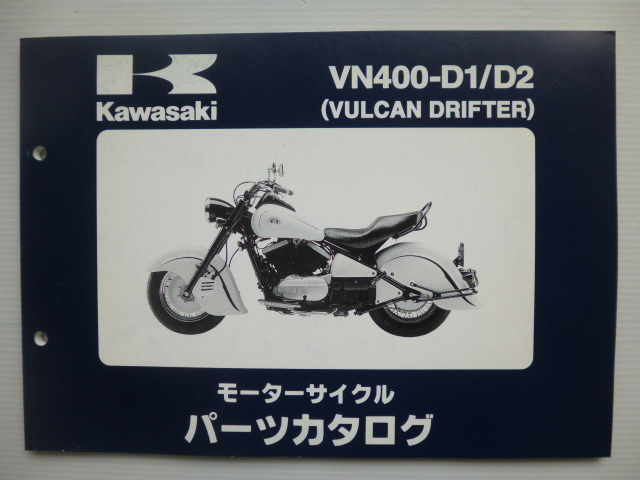 Kawasaki
VN400-D1/D2
(VULCAN DRIFTER)
モーターサイクル
パーツカタログ